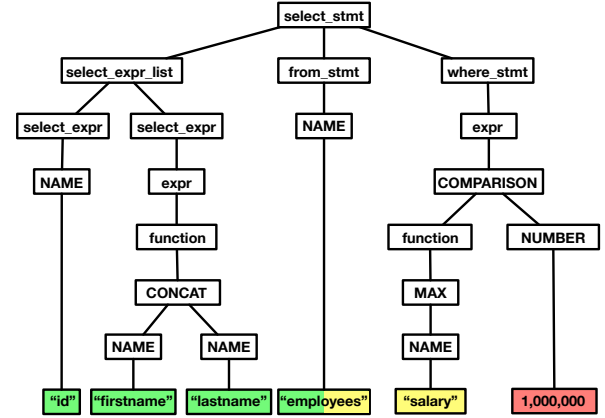 select_stmt
select_expr_list from_stmt where_stmt
select_expr select_expr NAME expr
NAME expr COMPARISON
function function NUMBER
CONCAT MAX
NAME NAME NAME
“id” “firstname” “lastname” “employees” “salary” 1,000,000